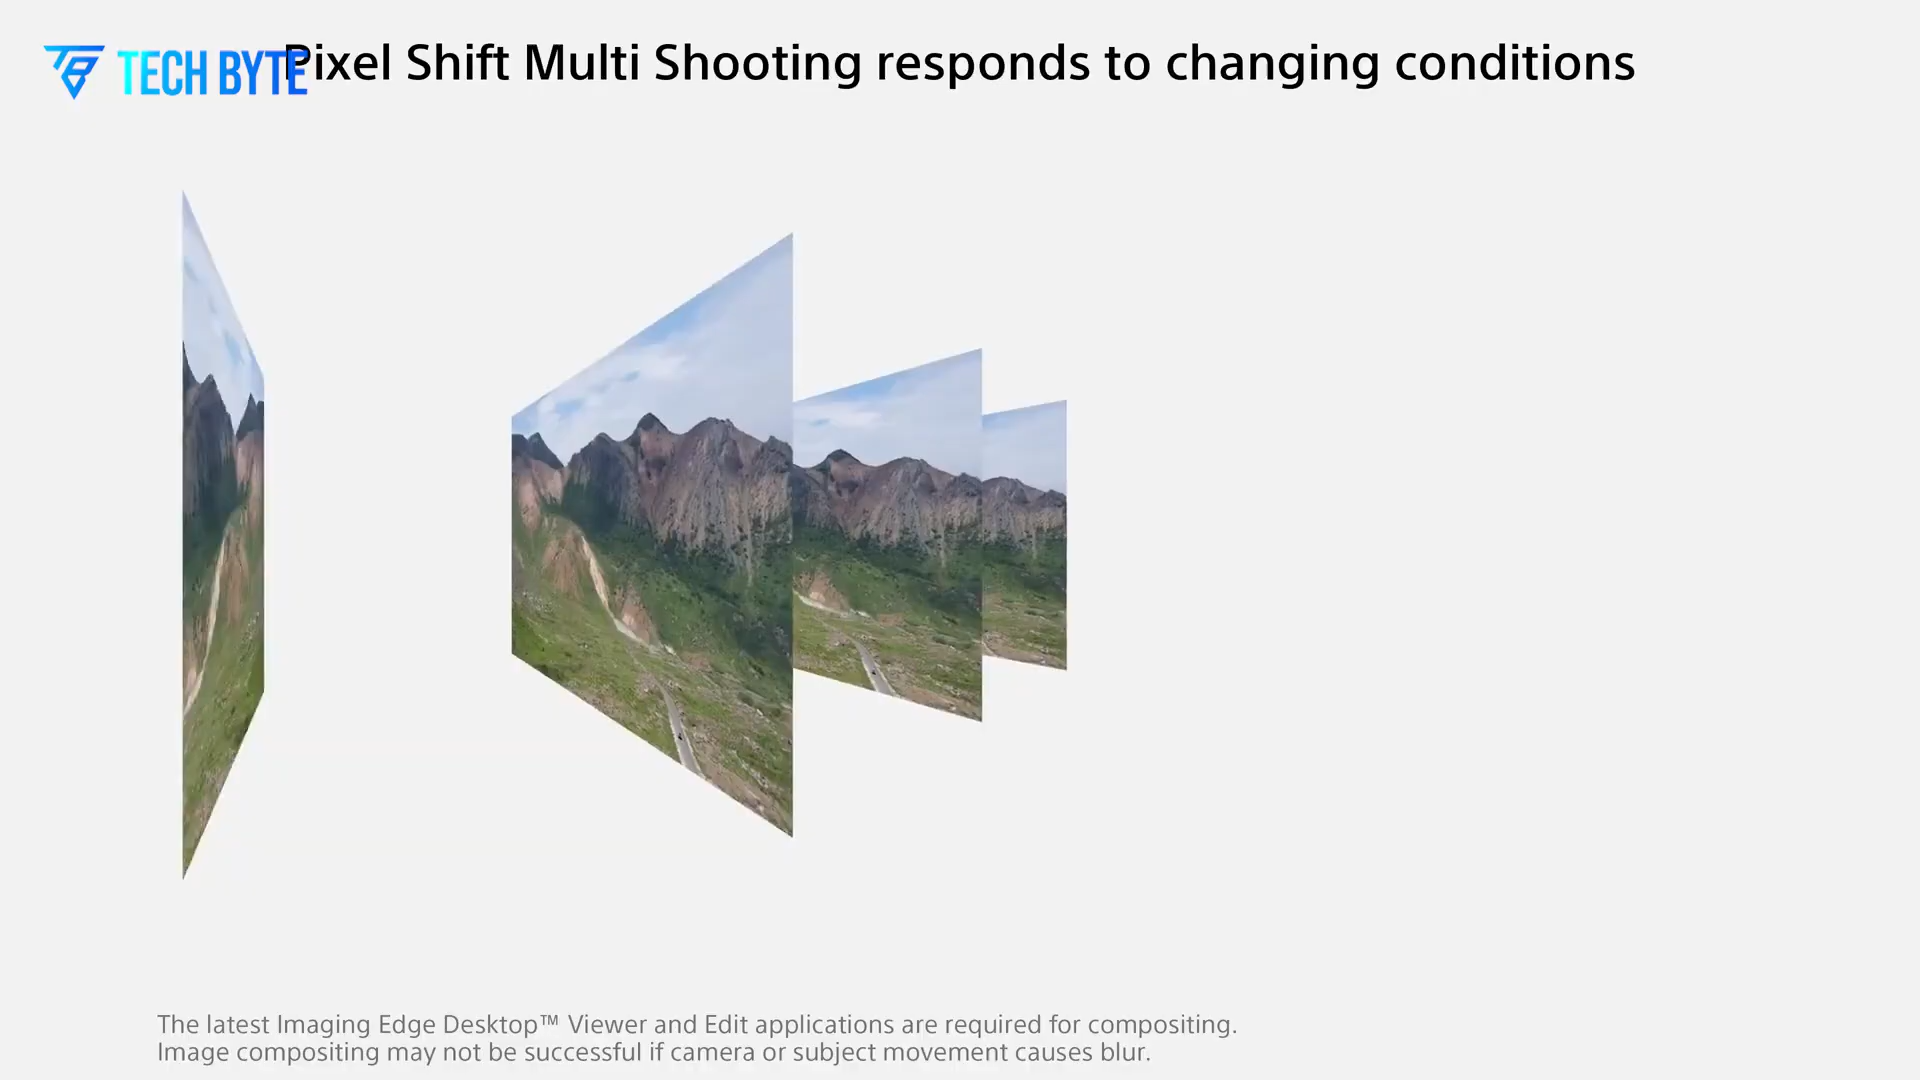 TECH BYTE
Pixel Shift Multi Shooting responds to changing conditions
The latest Imaging Edge Desktop™ Viewer and Edit applications are required for compositing.
Image compositing may not be successful if camera or subject movement causes blur.